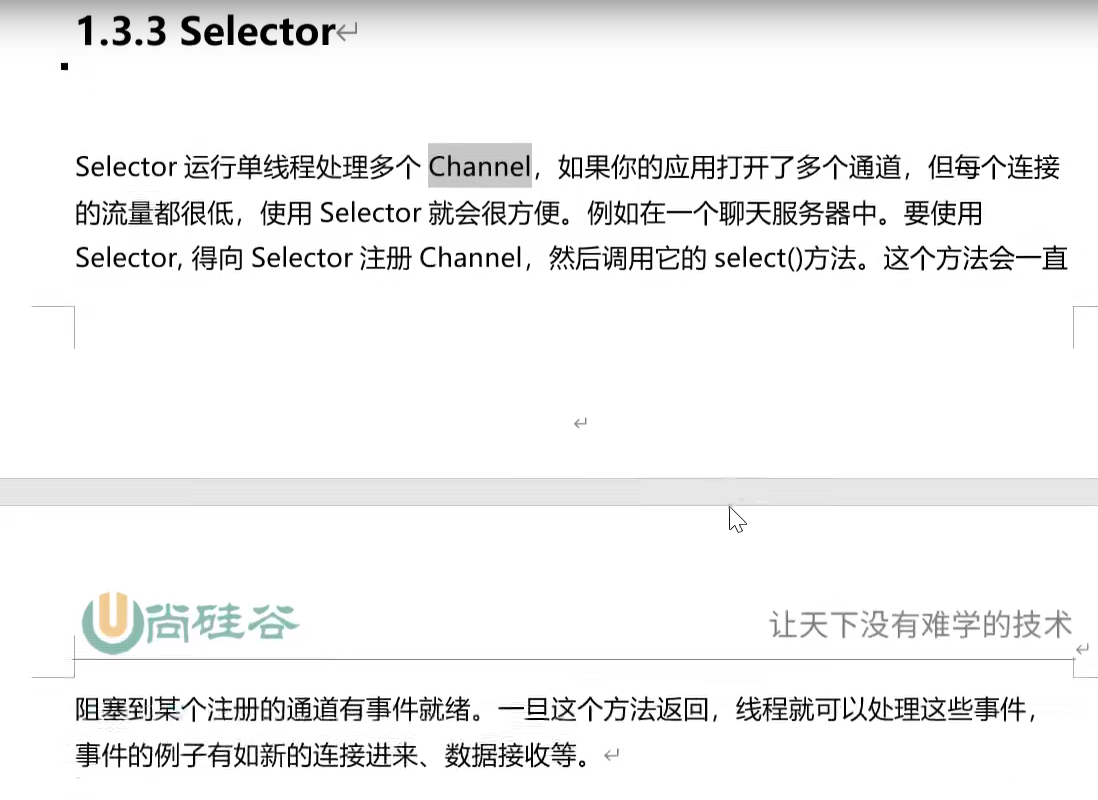 1.3.3 Selector
Selector 运行单线程处理多个 Channel，如果你的应用打开了多个通道，但每个连接
的流量都很低，使用 Selector 就会很方便。例如在一个聊天服务器中。要使用
Selector, 得向 Selector 注册 Channel，然后调用它的 select()方法。这个方法会一直
尚硅谷
让天下没有难学的技术
阻塞到某个注册的通道有事件就绪。一旦这个方法返回，线程就可以处理这些事件，
事件的例子有如新的连接进来、数据接收等。